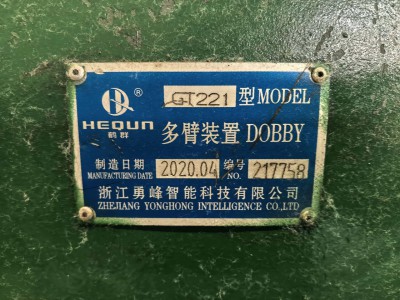 GT221 型 MODEL
HEQUN
鹤群
多臂装置 DOBBY
制造日期 2020.04 编号 217758
MANUFACTURING DATE NO.
浙江勇峰智能科技有限公司
ZHEJIANG YONGHONG INTELLIGENCE CO.,LTD